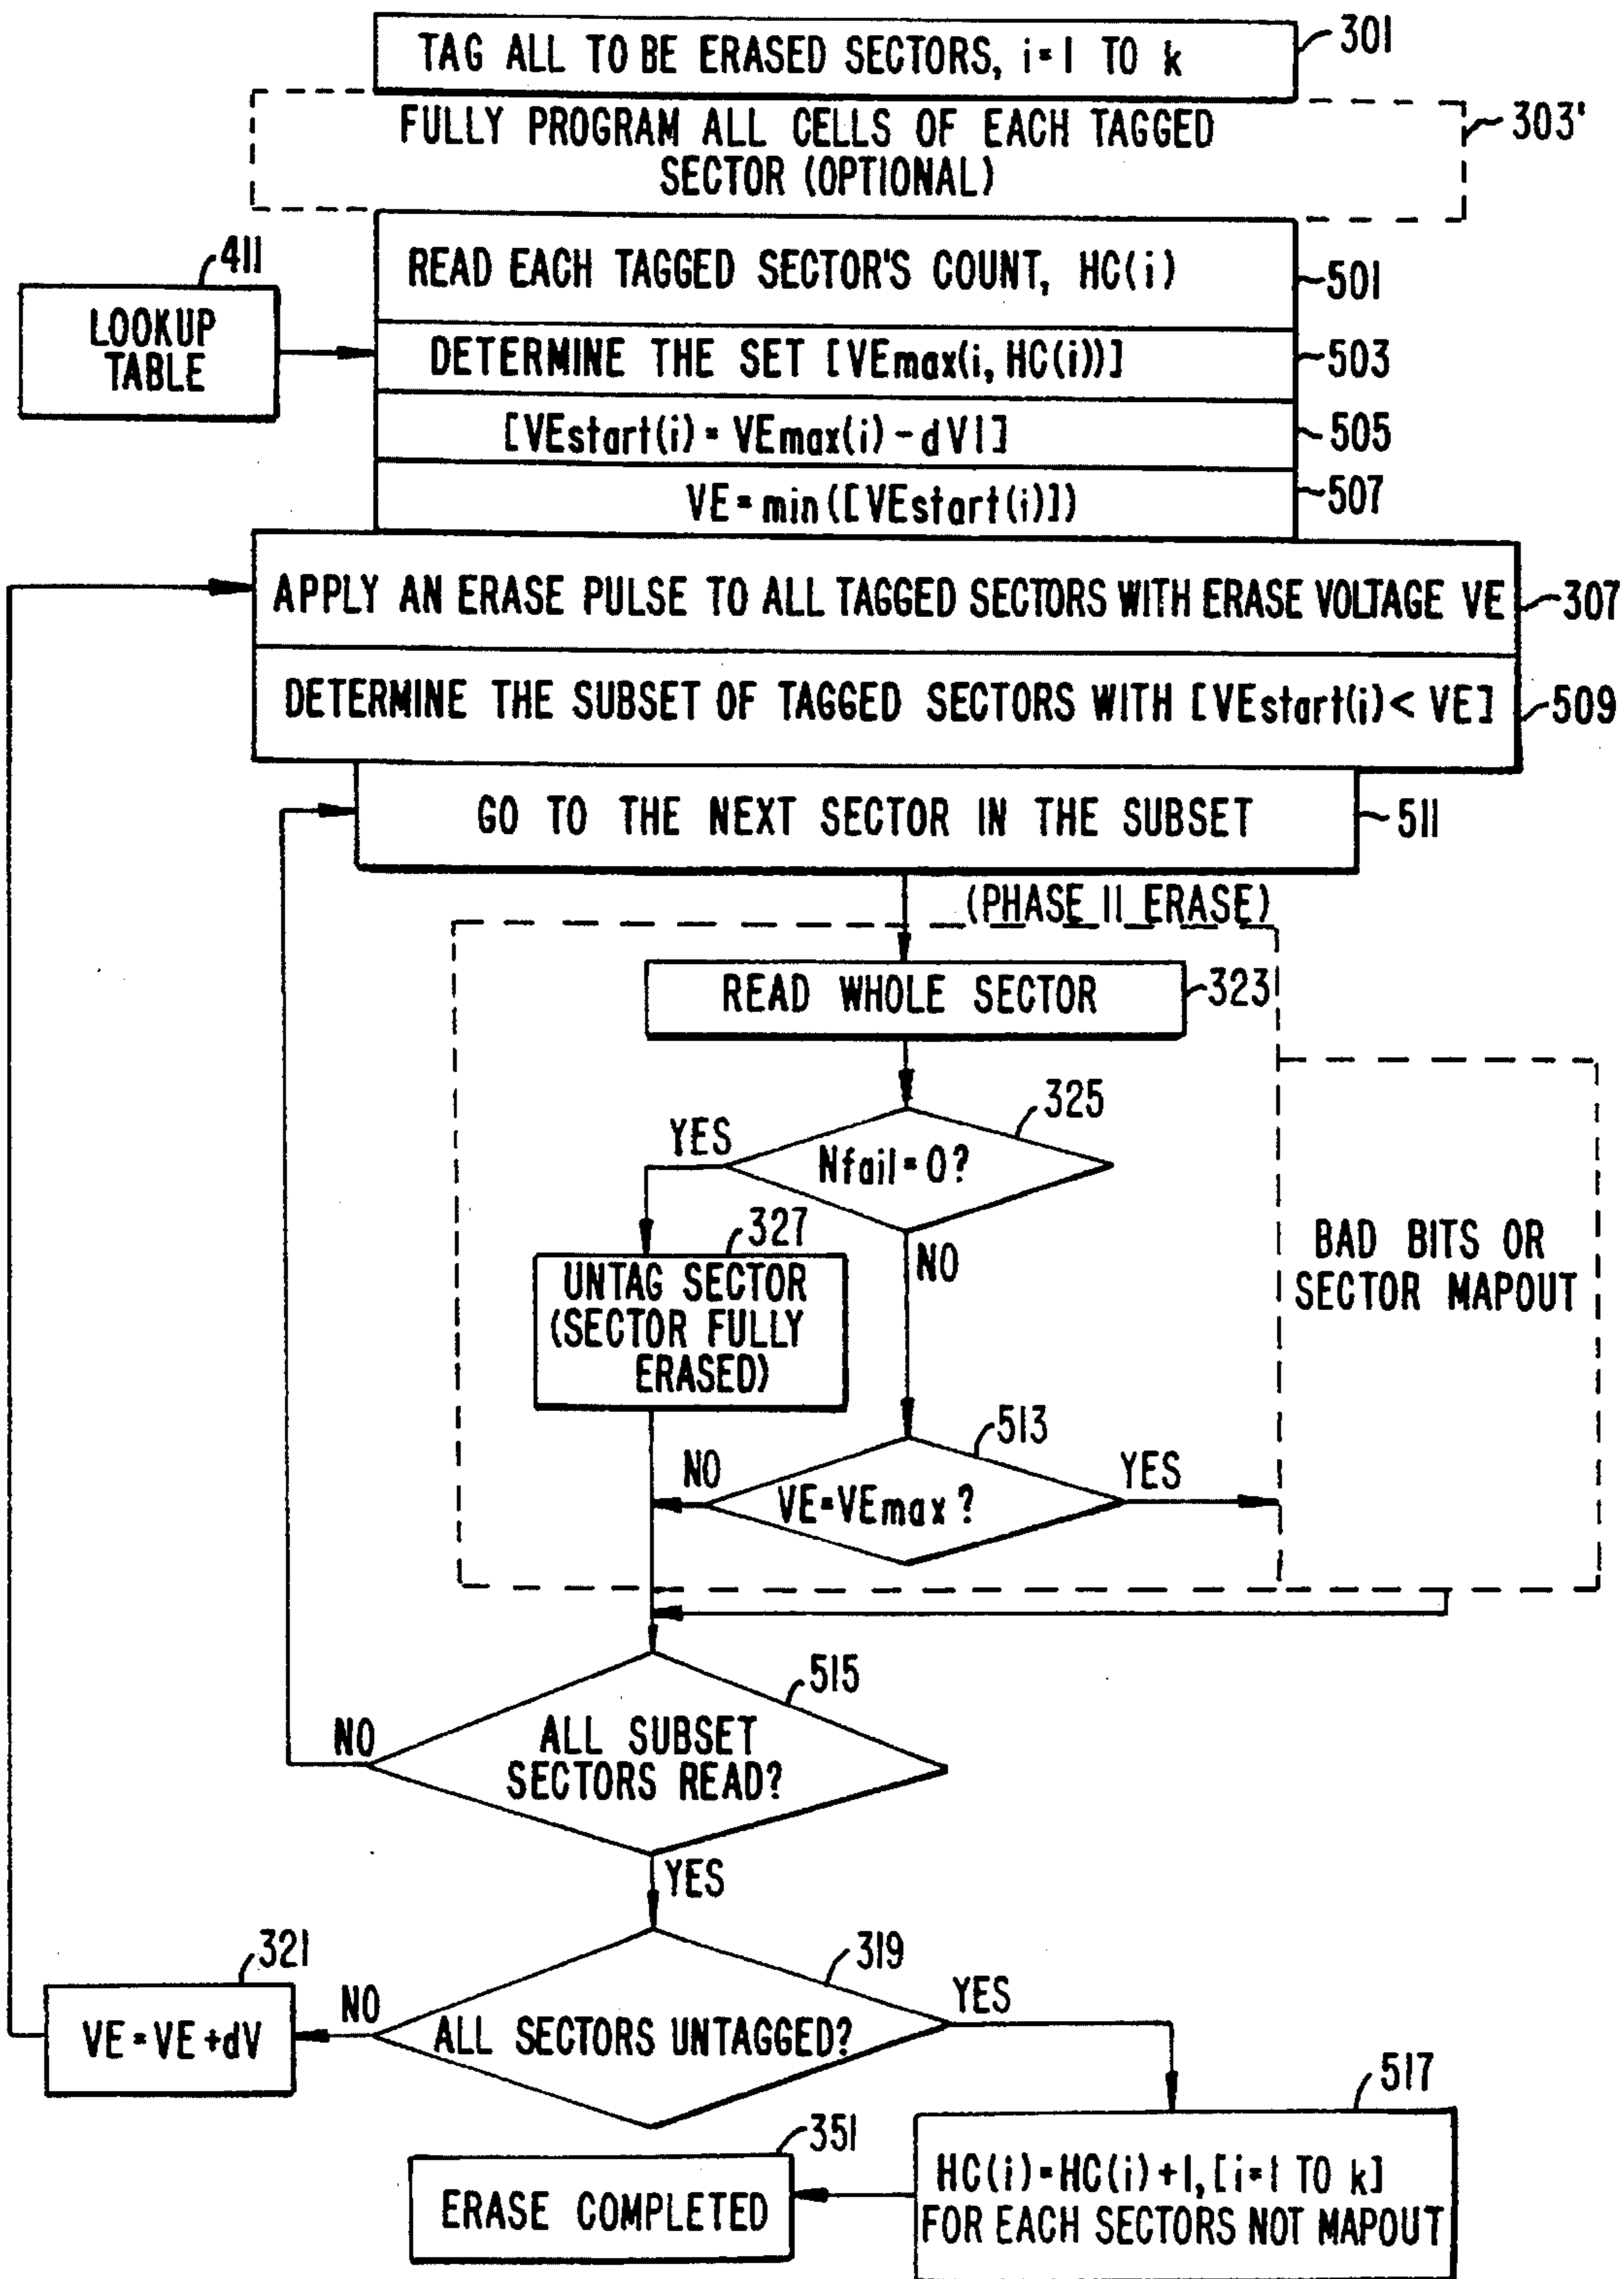 TAG ALL TO BE ERASED SECTORS, i=1 TO k
301
FULLY PROGRAM ALL CELLS OF EACH TAGGED
SECTOR (OPTIONAL)
303'
411
LOOKUP
TABLE
READ EACH TAGGED SECTOR'S COUNT, HC(i)
501
DETERMINE THE SET [VEmax(i, HC(i))]
503
[VEstart(i) = VEmax(i) - dV1]
505
VE = min([VEstart(i)])
507
APPLY AN ERASE PULSE TO ALL TAGGED SECTORS WITH ERASE VOLTAGE VE
307
DETERMINE THE SUBSET OF TAGGED SECTORS WITH [VEstart(i) < VE]
509
GO TO THE NEXT SECTOR IN THE SUBSET
511
(PHASE II ERASE)
READ WHOLE SECTOR
323
325
YES
Nfail = 0?
327
NO
UNTAG SECTOR
(SECTOR FULLY
ERASED)
BAD BITS OR
SECTOR MAPOUT
513
NO
YES
VE = VEmax?
515
NO
ALL SUBSET
SECTORS READ?
YES
321
319
NO
YES
VE = VE + dV
ALL SECTORS UNTAGGED?
517
351
HC(i) = HC(i) + 1, [i=1 TO k]
FOR EACH SECTORS NOT MAPOUT
ERASE COMPLETED